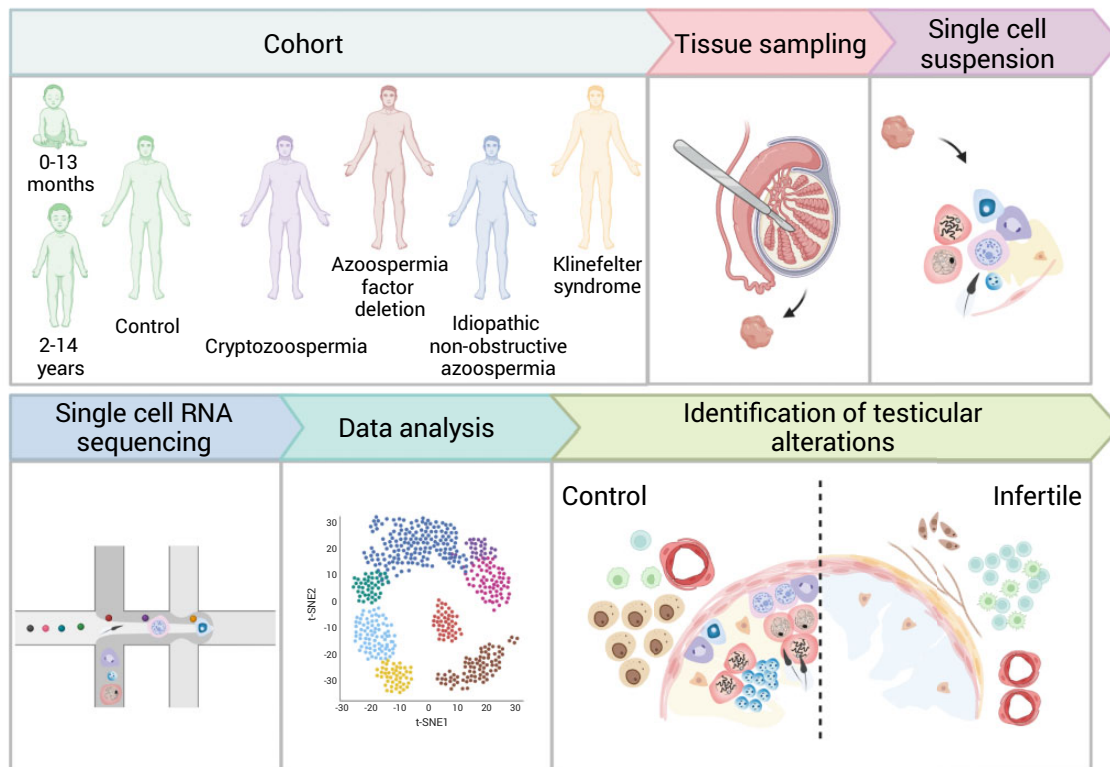 Cohort
Tissue sampling
Single cell
suspension
0-13
months
2-14
years
Control
Cryptozoospermia
Azoospermia
factor
deletion
Idiopathic
non-obstructive
azoospermia
Klinefelter
syndrome
Single cell RNA
sequencing
Data analysis
Identification of testicular
alterations
t-SNE2
30
20
10
0
-10
-20
-30
-30 -20 -10 0 10 20 30
t-SNE1
Control
Infertile